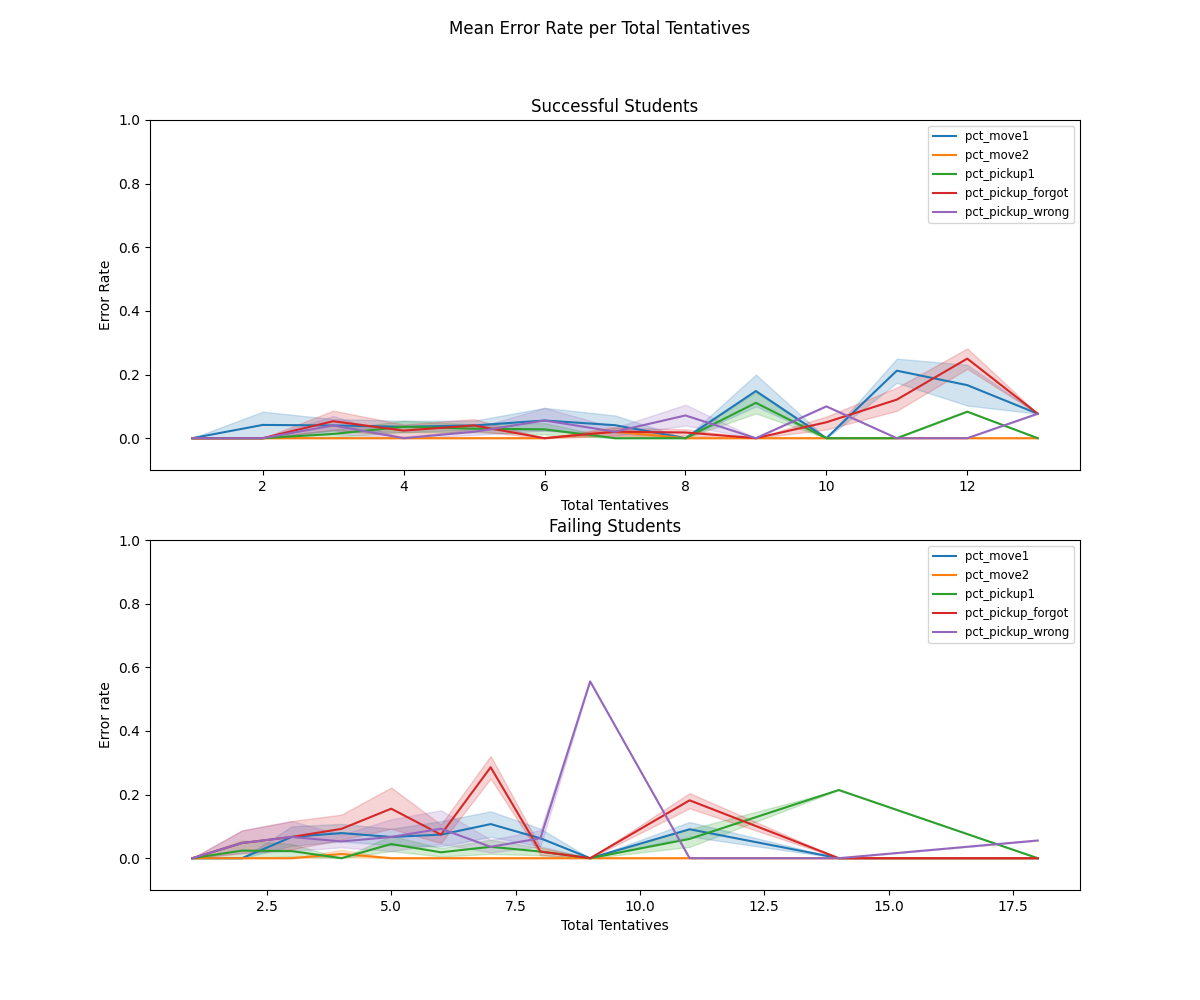 Mean Error Rate per Total Tentatives
Successful Students
1.0
0.8
0.6
0.4
0.2
0.0
Error Rate
pct_move1
pct_move2
pct_pickup1
pct_pickup_forgot
pct_pickup_wrong
2 4 6 8 10 12
Total Tentatives
Failing Students
1.0
0.8
0.6
0.4
0.2
0.0
Error rate
pct_move1
pct_move2
pct_pickup1
pct_pickup_forgot
pct_pickup_wrong
2.5 5.0 7.5 10.0 12.5 15.0 17.5
Total Tentatives